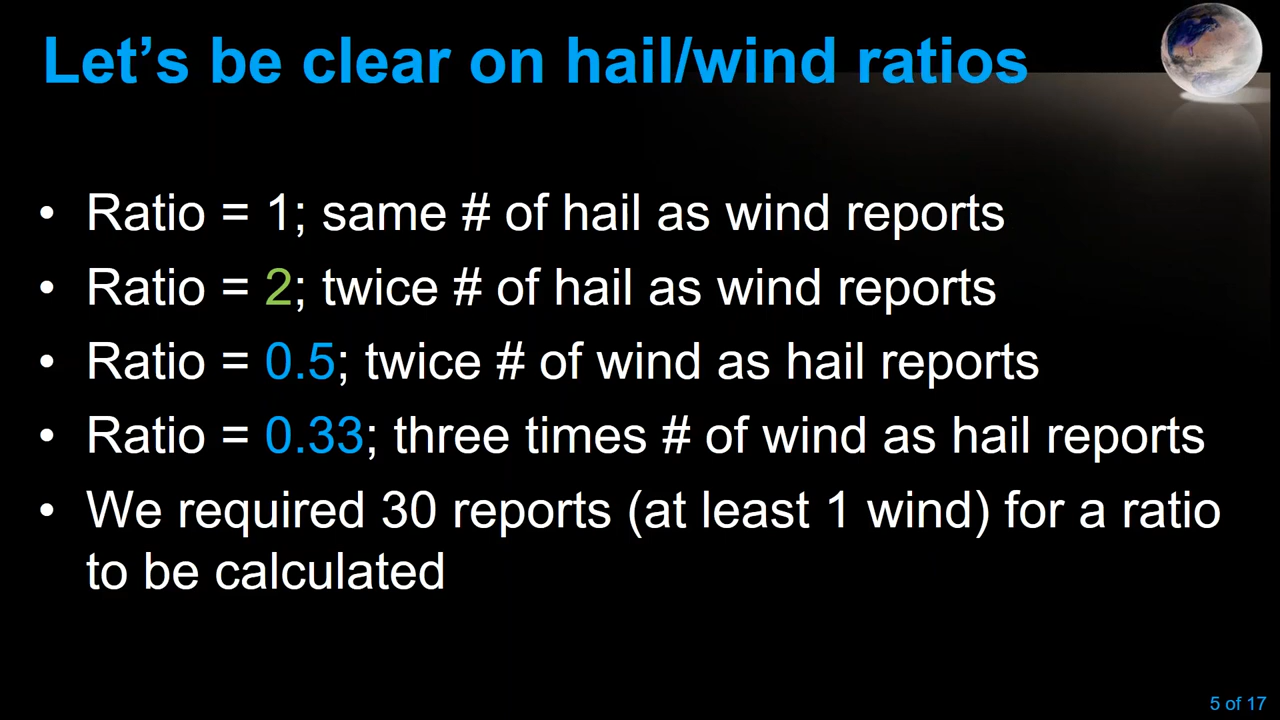 Let’s be clear on hail/wind ratios
• Ratio = 1; same # of hail as wind reports
• Ratio = 2; twice # of hail as wind reports
• Ratio = 0.5; twice # of wind as hail reports
• Ratio = 0.33; three times # of wind as hail reports
• We required 30 reports (at least 1 wind) for a ratio
to be calculated
5 of 17